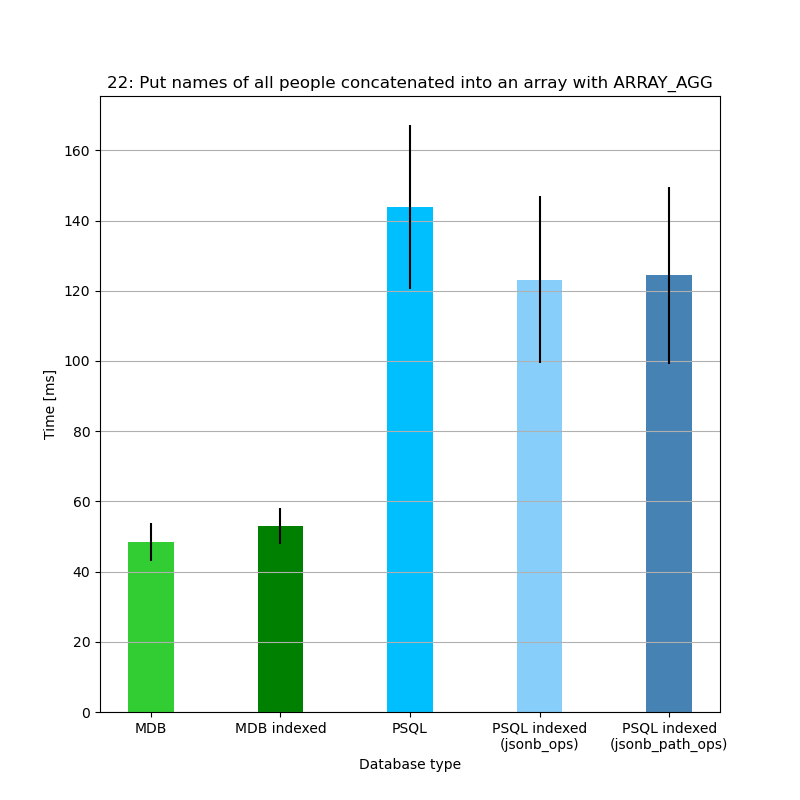 22: Put names of all people concatenated into an array with ARRAY_AGG
160
140
120
100
80
60
40
20
0
Time [ms]
MDB
MDB indexed
PSQL
PSQL indexed
(jsonb_ops)
PSQL indexed
(jsonb_path_ops)
Database type